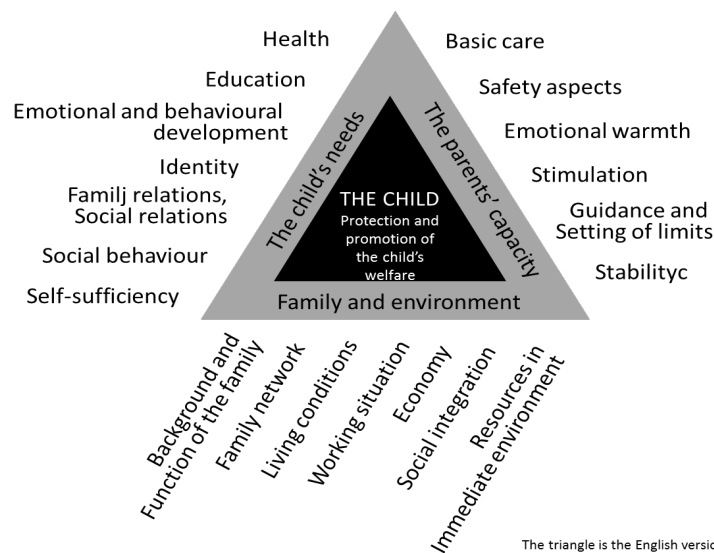 Health
Education
Emotional and behavioural
development
Identity
Familj relations,
Social relations
Social behaviour
Self-sufficiency
The child's needs
THE CHILD
Protection and
promotion of
the child's
welfare
The parents' capacity
Basic care
Safety aspects
Emotional warmth
Stimulation
Guidance and
Setting of limits
Stabilityc
Family and environment
Background and
Function of the family
Family network
Living conditions
Working situation
Economy
Social integration
Resources in
Immediate environment
The triangle is the English versic